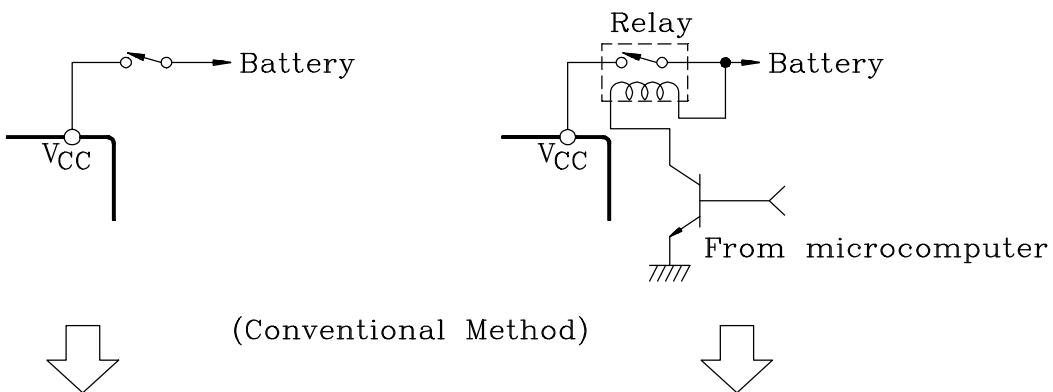 Relay
Battery
Battery
VCC
VCC
From microcomputer
(Conventional Method)